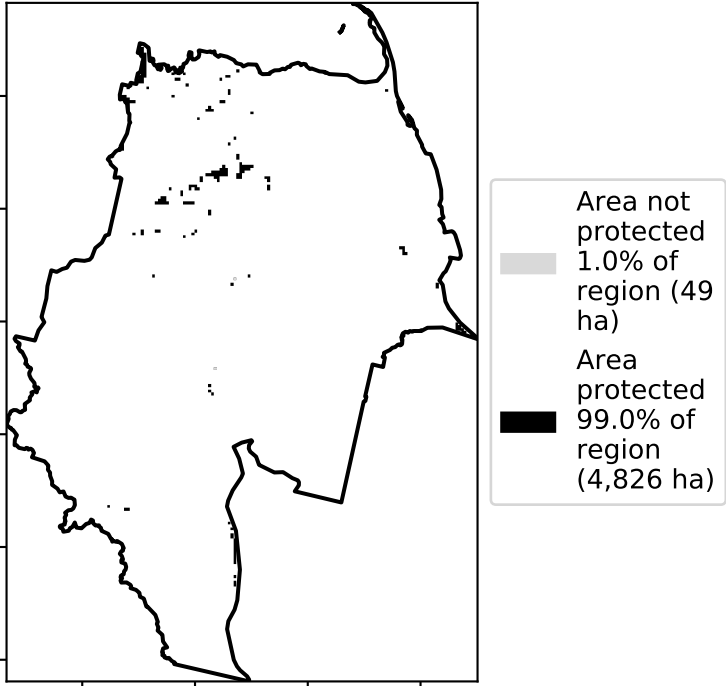 Area not
protected
1.0% of
region (49
ha)
Area
protected
99.0% of
region
(4,826 ha)